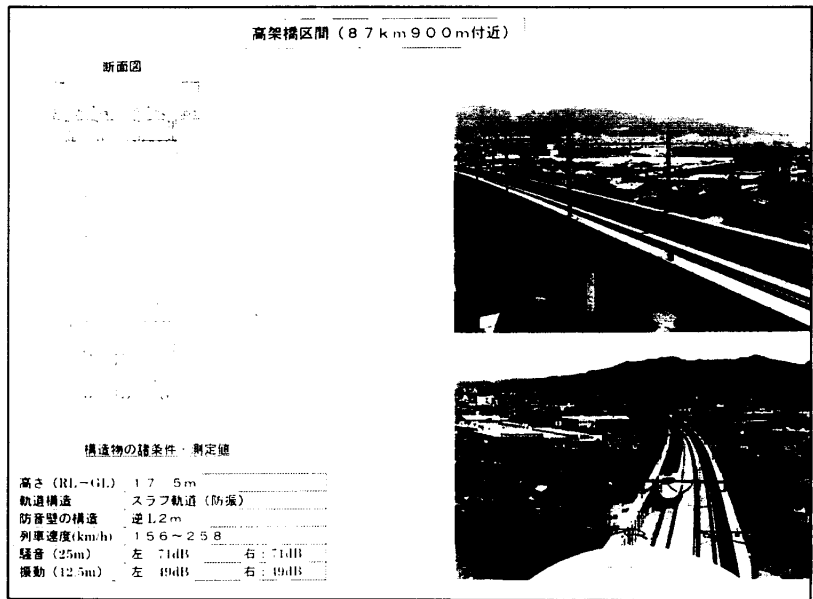 高架橋区間（87km900m付近）
断面図
構造物の諸条件・測定値
高さ（RL−GL） 17 5m
軌道構造 スラブ軌道（防振）
防音壁の構造 逆L2m
列車速度(km/h) 156〜258
騒音（25m） 左 71dB 右：71dB
振動（12.5m） 左 49dB 右：49dB